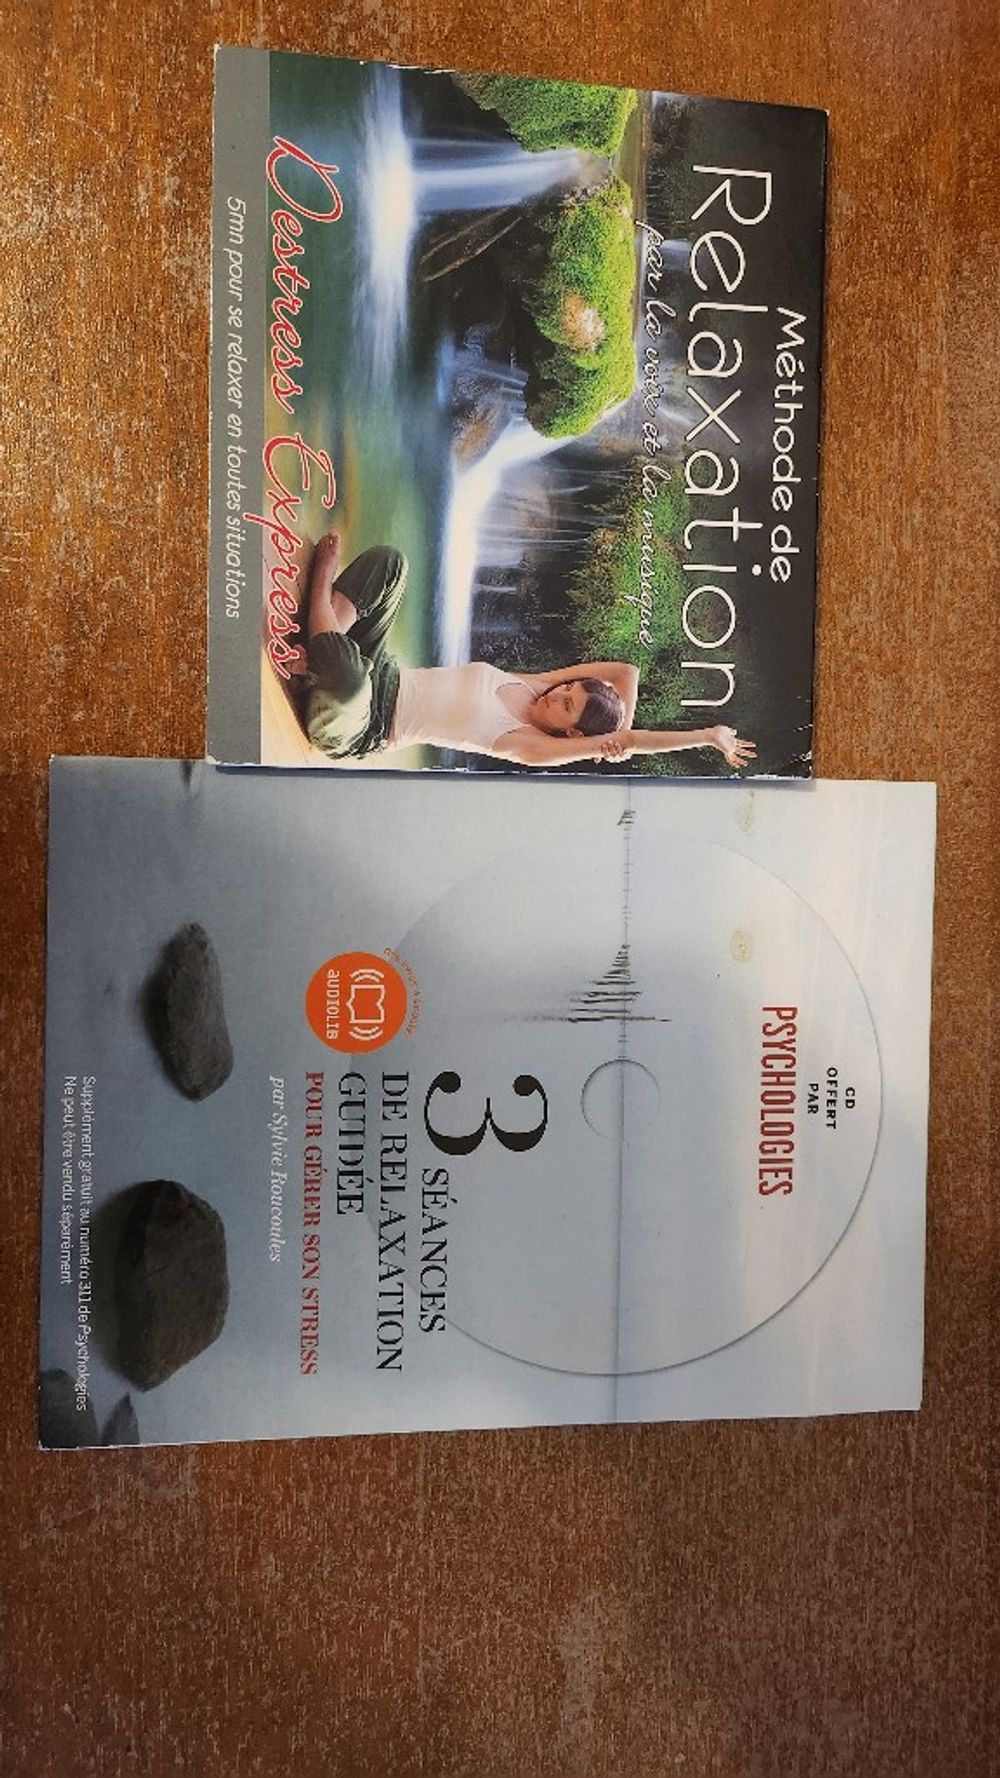 Méthode de
Relaxation
par la voix et la musique
Destress Express
5mn pour se relaxer en toutes situations
CD
OFFERT
PAR
PSYCHOLOGIES
3 SÉANCES
DE RELAXATION
GUIDÉE
POUR GÉRER SON STRESS
par Sylvie Roucoules
AUDIOLIB
Supplément gratuit au numéro 311 de Psychologies
Ne peut être vendu séparément